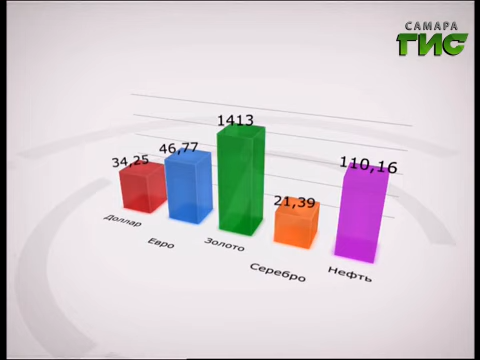 САМАРА
ГИС
1413
46,77
34,25
110,16
21,39
Доллар
Евро
Золото
Серебро
Нефть